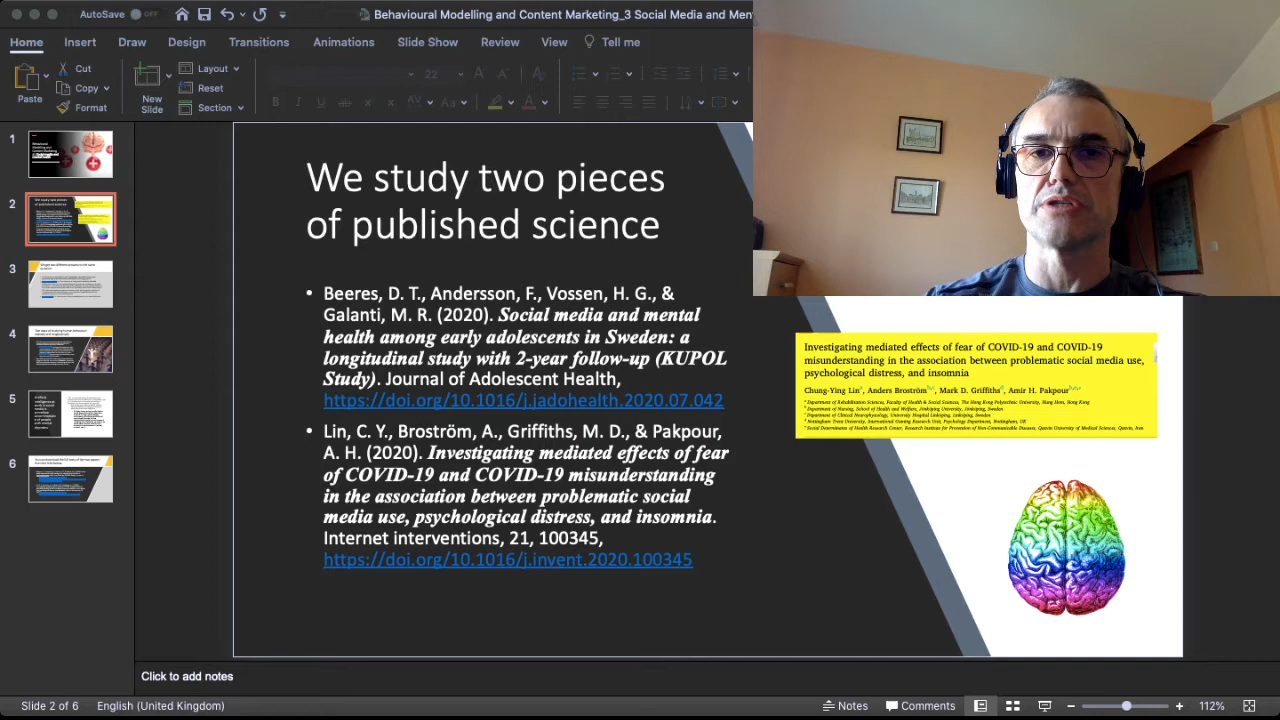 AutoSave
OFF
Behavioural Modelling and Content Marketing_3 Social Media and Men
Home
Insert
Draw
Design
Transitions
Animations
Slide Show
Review
View
Tell me
Paste
Cut
Copy
Format
New
Slide
Layout
Reset
Section
22
1
2
3
4
5
6
We study two pieces
of published science
• Beeres, D. T., Andersson, F., Vossen, H. G., &
Galanti, M. R. (2020). Social media and mental
health among early adolescents in Sweden: a
longitudinal study with 2-year follow-up (KUPOL
Study). Journal of Adolescent Health,
https://doi.org/10.1016/j.jadohealth.2020.07.042
• Lin, C. Y., Broström, A., Griffiths, M. D., & Pakpour,
A. H. (2020). Investigating mediated effects of fear
of COVID-19 and COVID-19 misunderstanding
in the association between problematic social
media use, psychological distress, and insomnia.
Internet interventions, 21, 100345,
https://doi.org/10.1016/j.invent.2020.100345
Investigating mediated effects of fear of COVID-19 and COVID-19
misunderstanding in the association between problematic social media use,
psychological distress, and insomnia
Chung-Ying Lin, Anders Broström, Mark D. Griffiths, Amir H. Pakpour
Click to add notes
Slide 2 of 6
English (United Kingdom)
Notes
Comments
112%